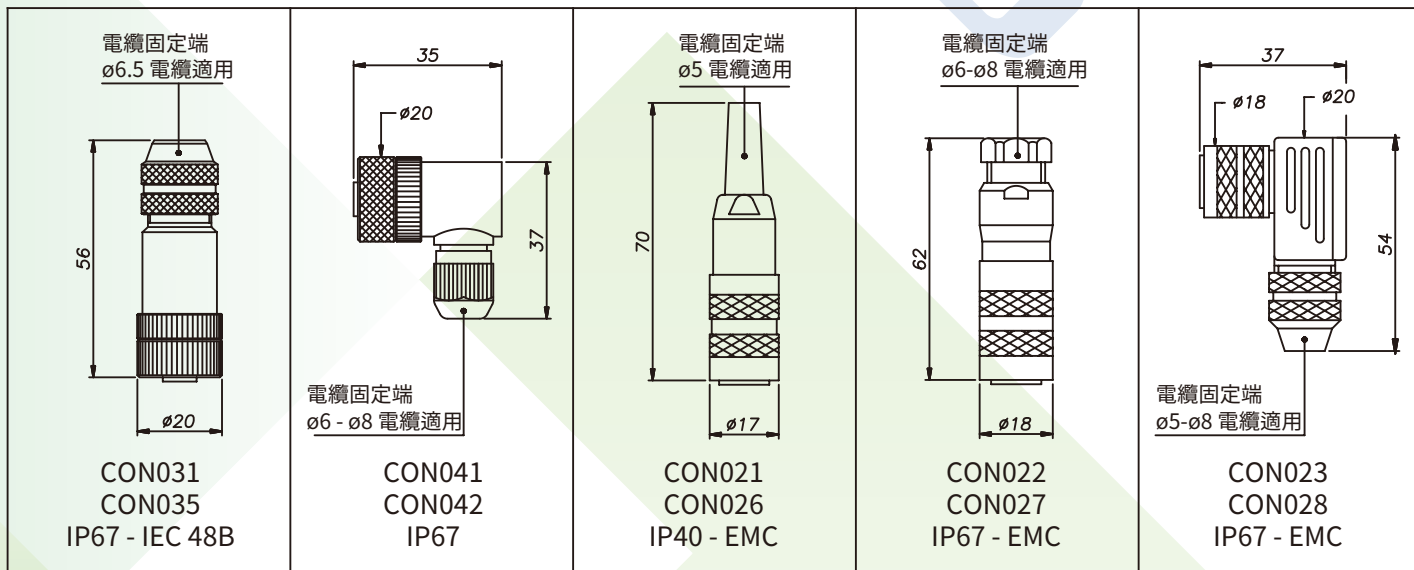 電纜固定端
ø6.5 電纜適用
56
ø20
CON031
CON035
IP67 - IEC 48B
35
ø20
37
電纜固定端
ø6 - ø8 電纜適用
CON041
CON042
IP67
電纜固定端
ø5 電纜適用
70
ø17
CON021
CON026
IP40 - EMC
電纜固定端
ø6-ø8 電纜適用
62
ø18
CON022
CON027
IP67 - EMC
37
ø18
ø20
54
電纜固定端
ø5-ø8 電纜適用
CON023
CON028
IP67 - EMC